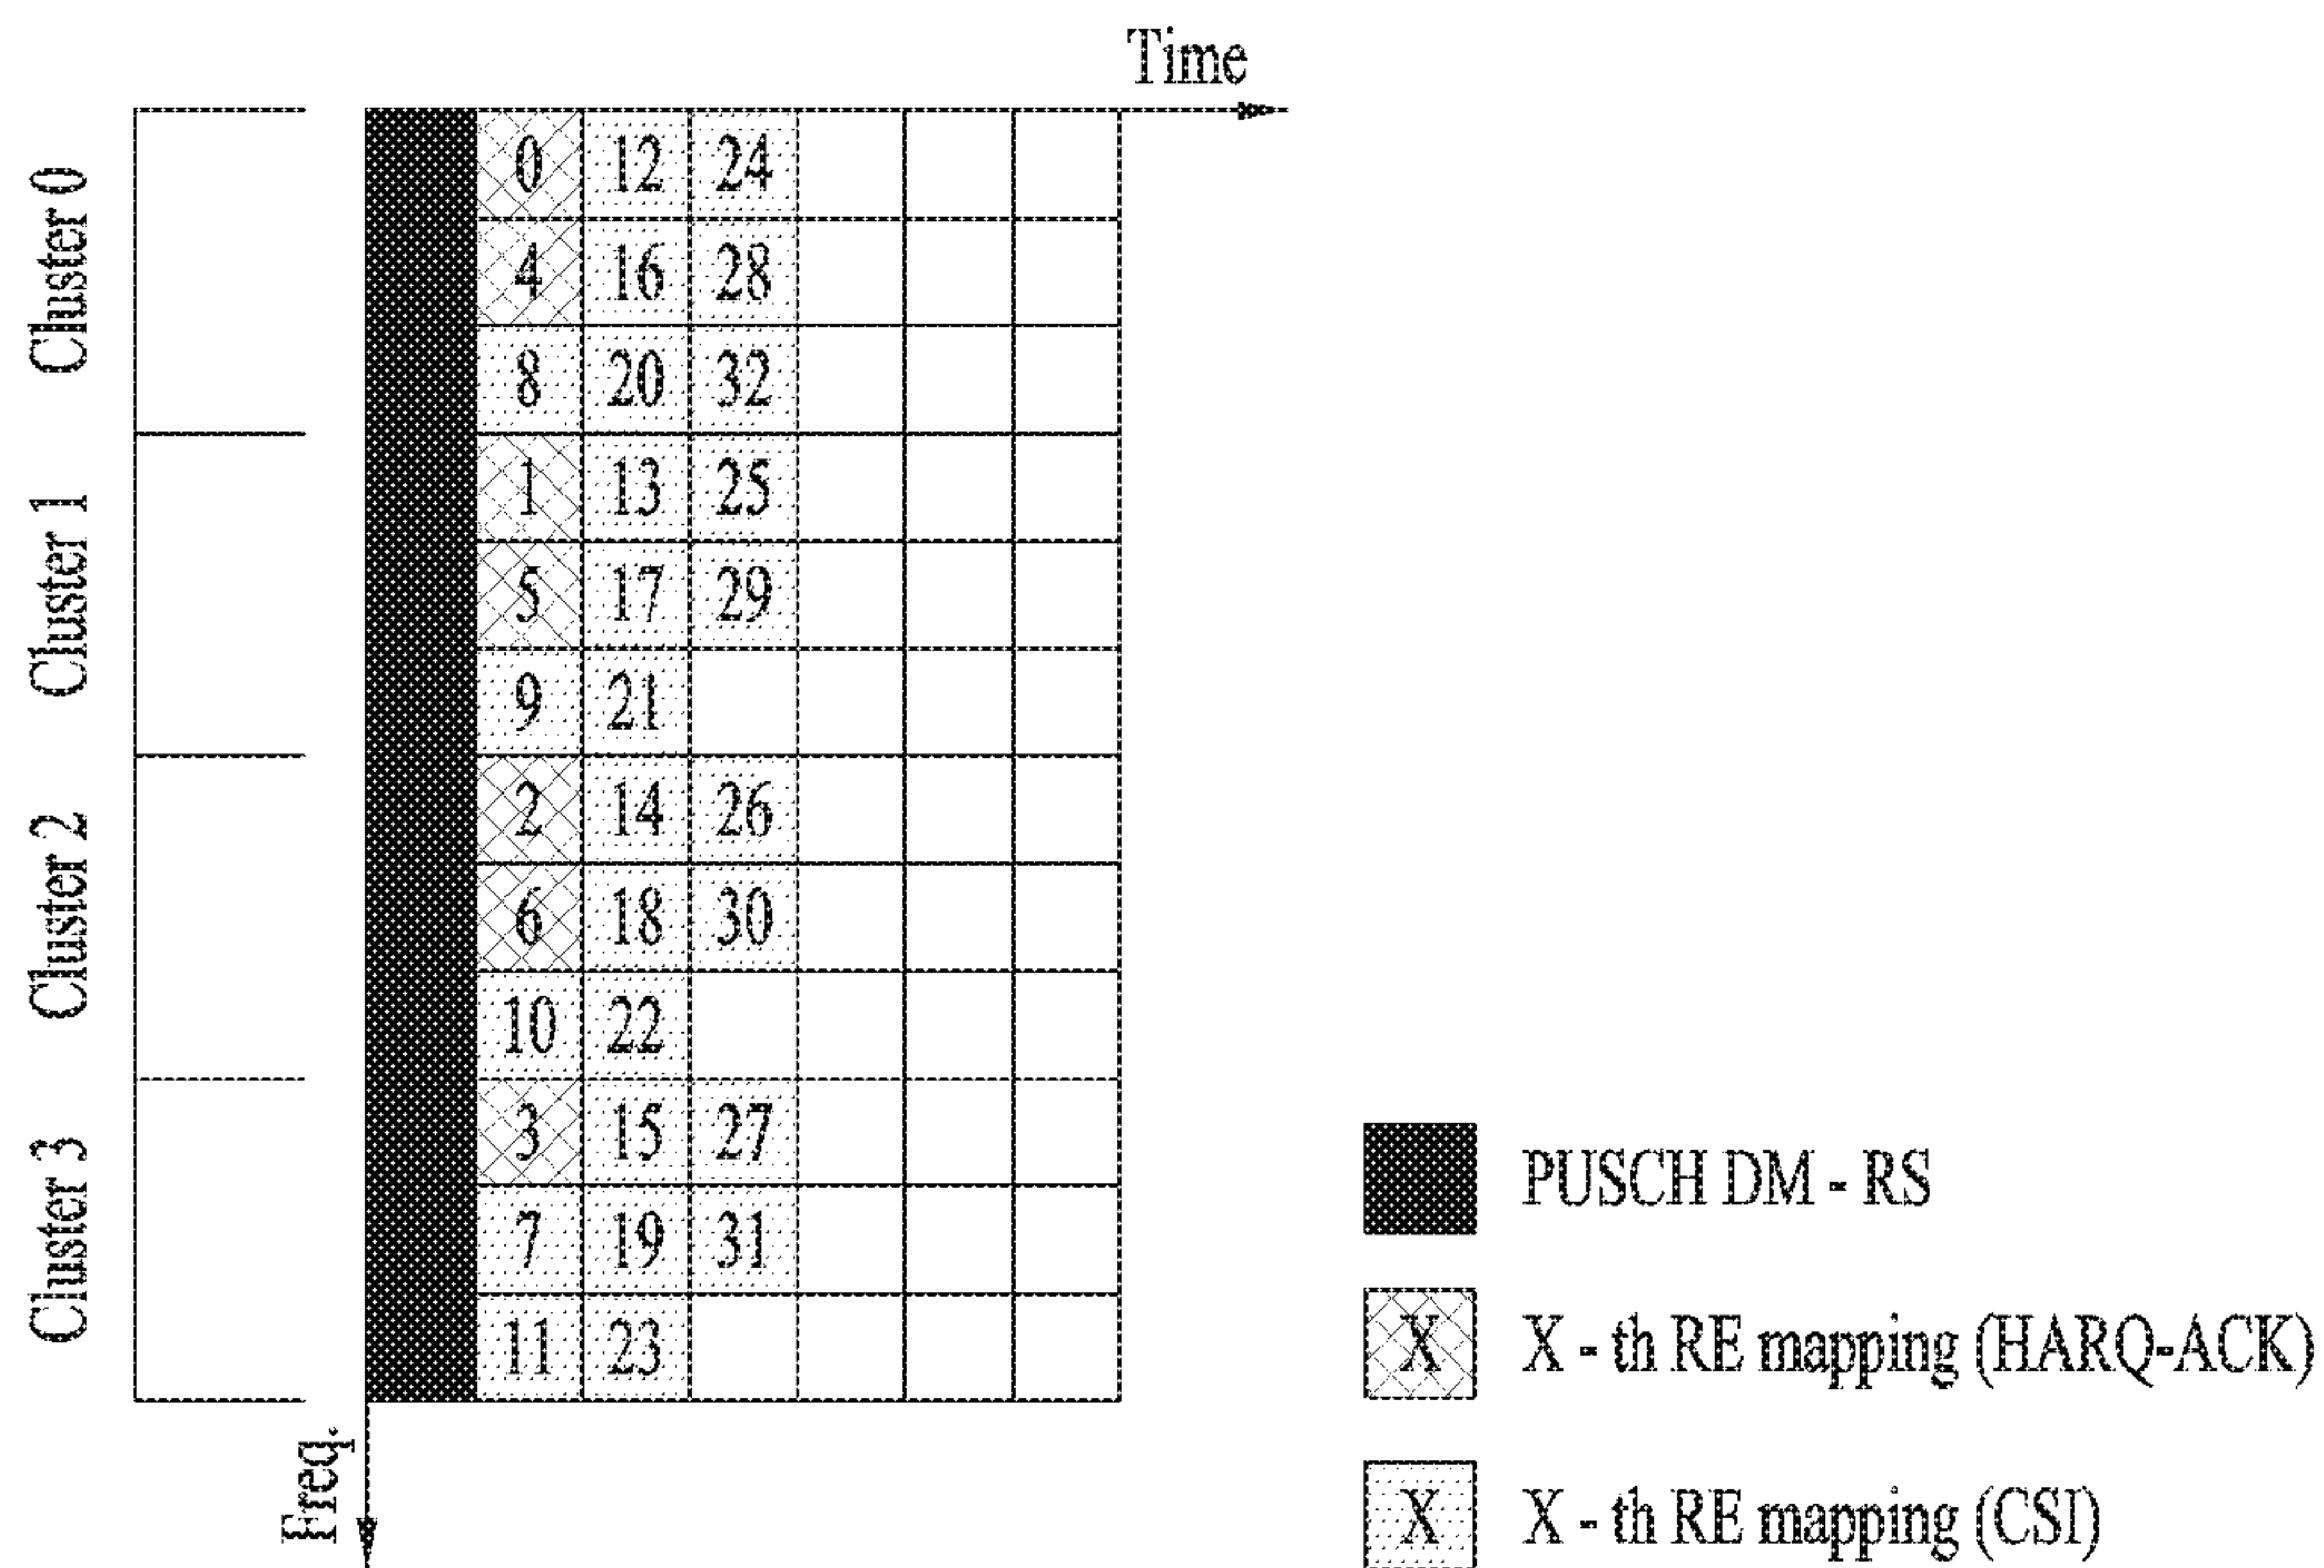 Time
Cluster 0
0 12 24
4 16 28
8 20 32
Cluster 1
1 13 25
5 17 29
9 21
Cluster 2
2 14 26
6 18 30
10 22
Cluster 3
3 15 27
7 19 31
11 23
Freq.
PUSCH DM - RS
X X - th RE mapping (HARQ-ACK)
X X - th RE mapping (CSI)